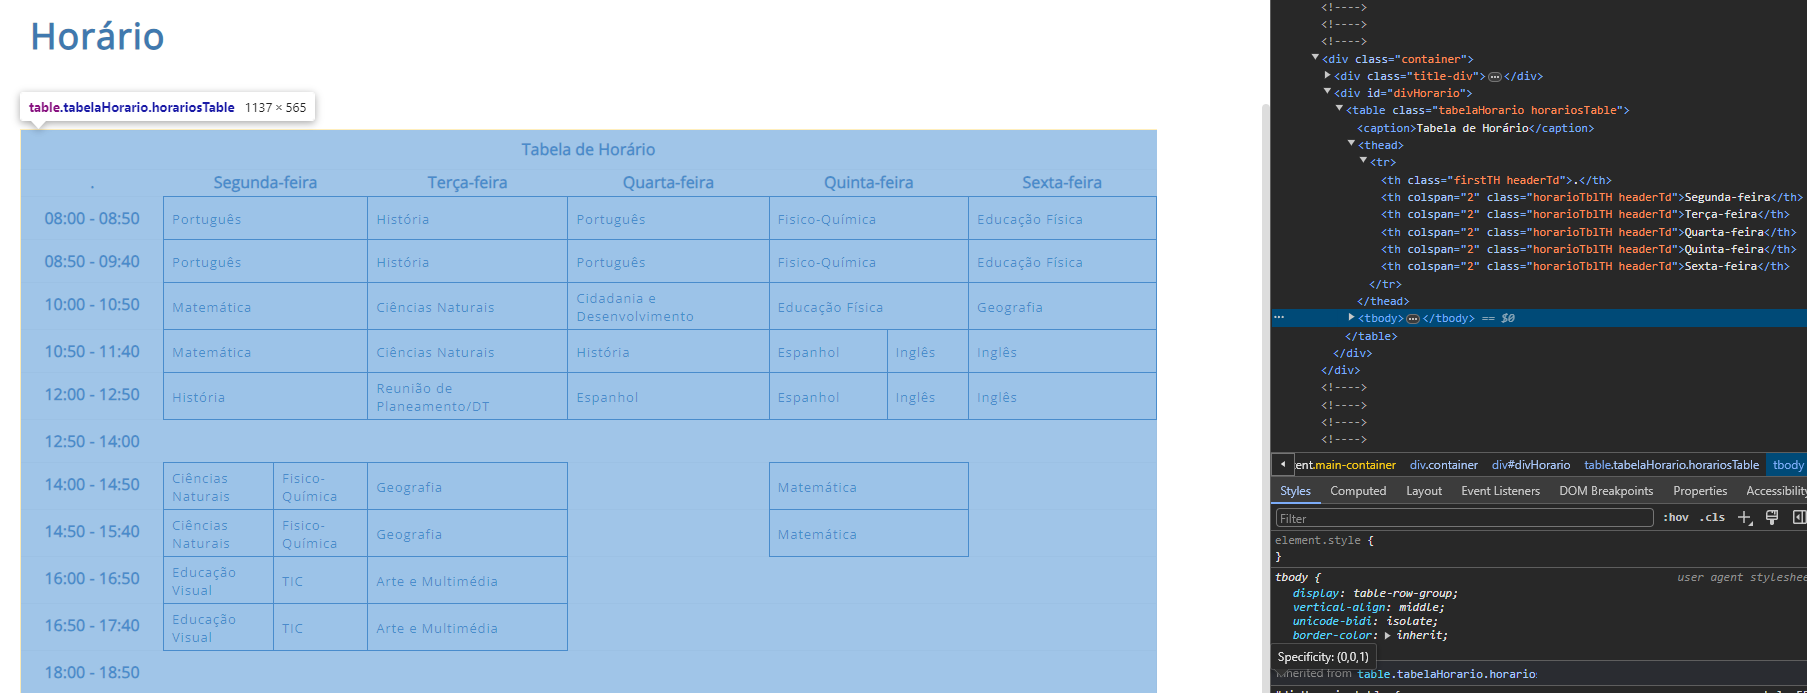 Horário
table.tabelaHorario.horariosTable 1137 × 565
Tabela de Horário
. Segunda-feira Terça-feira Quarta-feira Quinta-feira Sexta-feira
08:00 - 08:50 Português História Português Fisico-Química Educação Física
08:50 - 09:40 Português História Português Fisico-Química Educação Física
10:00 - 10:50 Matemática Ciências Naturais Cidadania e Desenvolvimento Educação Física Geografia
10:50 - 11:40 Matemática Ciências Naturais História Espanhol Inglês Inglês
12:00 - 12:50 História Reunião de Planeamento/DT Espanhol Espanhol Inglês Inglês
12:50 - 14:00
14:00 - 14:50 Ciências Naturais Fisico-Química Geografia Matemática
14:50 - 15:40 Ciências Naturais Fisico-Química Geografia Matemática
16:00 - 16:50 Educação Visual TIC Arte e Multimédia
16:50 - 17:40 Educação Visual TIC Arte e Multimédia
18:00 - 18:50
<!---->
<!---->
<!---->
<div class="container">
<div class="title-div">…</div>
<div id="divHorario">
<table class="tabelaHorario horariosTable">
<caption>Tabela de Horário</caption>
<thead>
<tr>
<th class="firstTH headerTd">.</th>
<th colspan="2" class="horarioTblTH headerTd">Segunda-feira</th>
<th colspan="2" class="horarioTblTH headerTd">Terça-feira</th>
<th colspan="2" class="horarioTblTH headerTd">Quarta-feira</th>
<th colspan="2" class="horarioTblTH headerTd">Quinta-feira</th>
<th colspan="2" class="horarioTblTH headerTd">Sexta-feira</th>
</tr>
</thead>
… <tbody>…</tbody> == $0
</table>
</div>
</div>
<!---->
<!---->
<!---->
<!---->
ent.main-container div.container div#divHorario table.tabelaHorario.horariosTable tbody
Styles Computed Layout Event Listeners DOM Breakpoints Properties Accessibility
Filter :hov .cls
element.style {
}
tbody { user agent styleshee
display: table-row-group;
vertical-align: middle;
unicode-bidi: isolate;
border-color: inherit;
Specificity: (0,0,1)
Inherited from table.tabelaHorario.horario